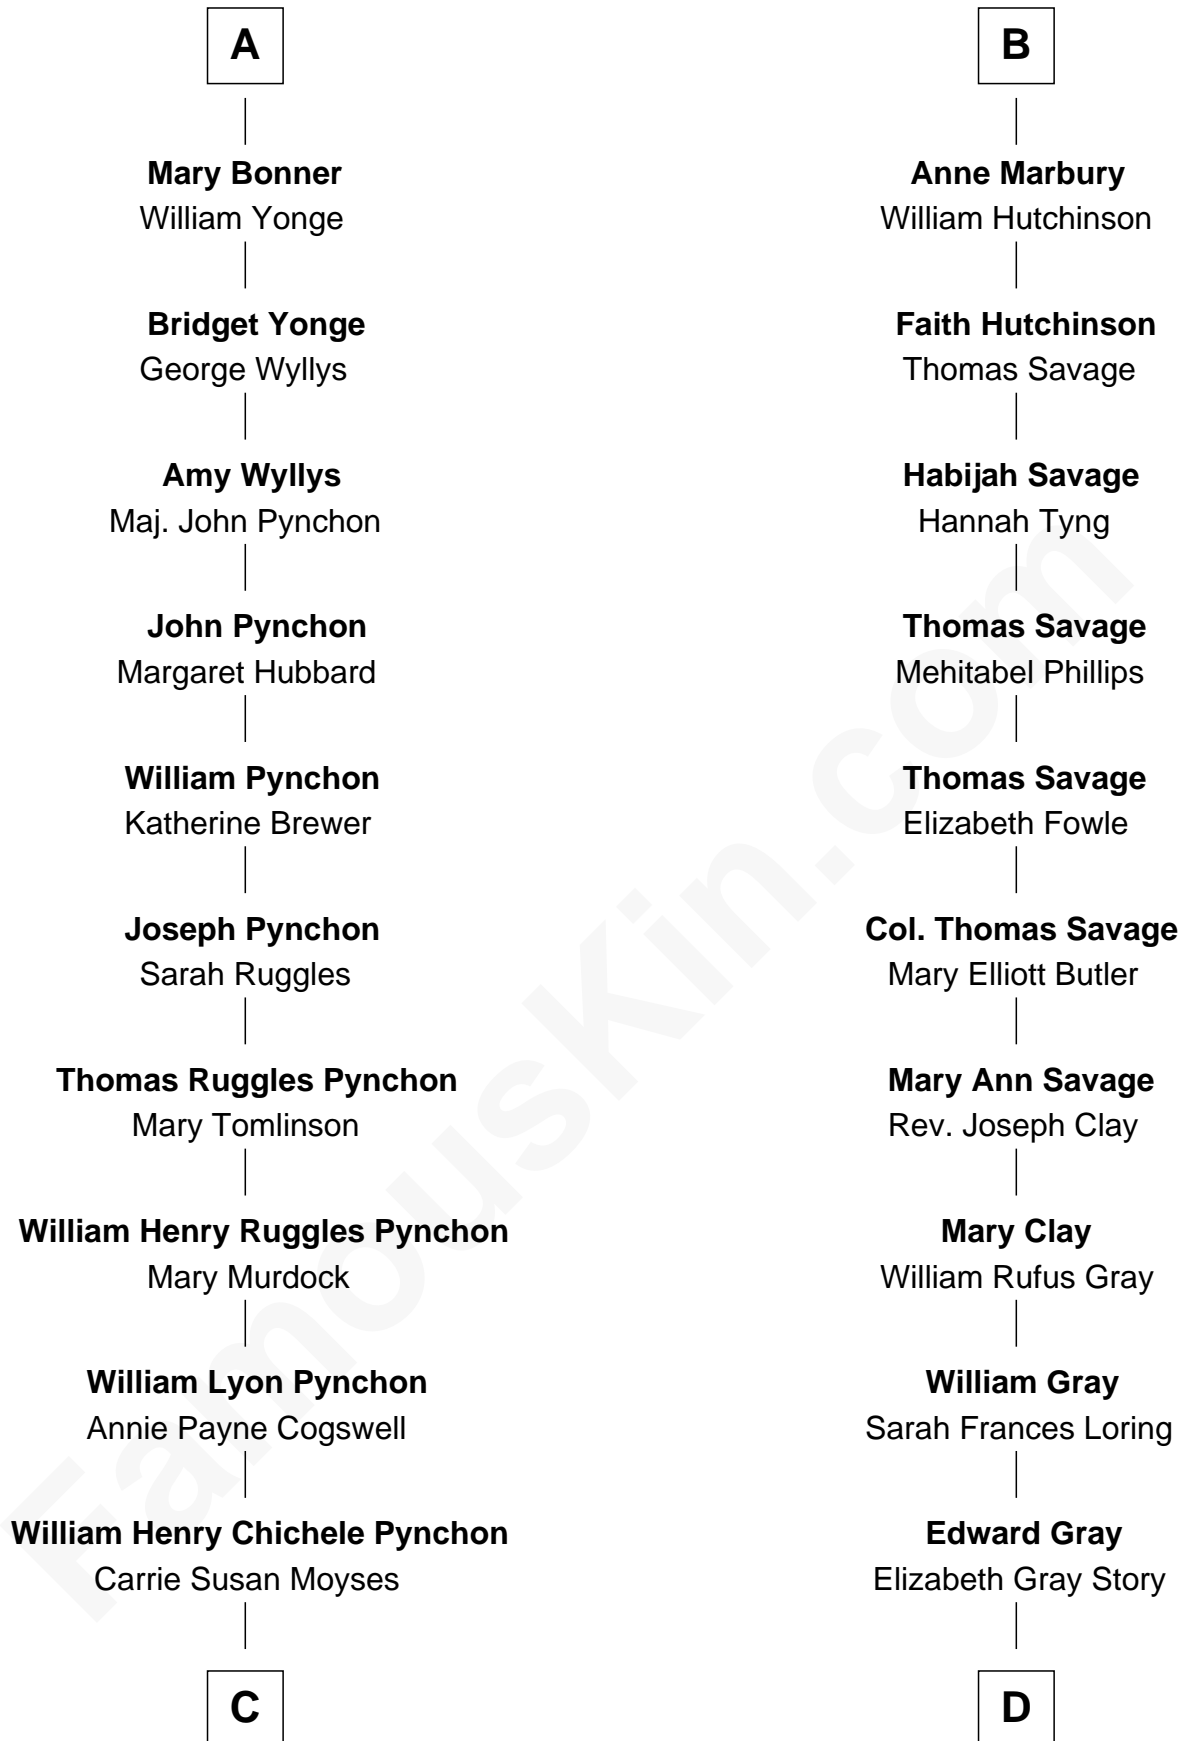 A
Mary Bonner
William Yonge
Bridget Yonge
George Wyllys
Amy Wyllys
Maj. John Pynchon
John Pynchon
Margaret Hubbard
William Pynchon
Katherine Brewer
Joseph Pynchon
Sarah Ruggles
Thomas Ruggles Pynchon
Mary Tomlinson
William Henry Ruggles Pynchon
Mary Murdock
William Lyon Pynchon
Annie Payne Cogswell
William Henry Chichele Pynchon
Carrie Susan Moyses
C
B
Anne Marbury
William Hutchinson
Faith Hutchinson
Thomas Savage
Habijah Savage
Hannah Tyng
Thomas Savage
Mehitabel Phillips
Thomas Savage
Elizabeth Fowle
Col. Thomas Savage
Mary Elliott Butler
Mary Ann Savage
Rev. Joseph Clay
Mary Clay
William Rufus Gray
William Gray
Sarah Frances Loring
Edward Gray
Elizabeth Gray Story
D
FamousKin.com